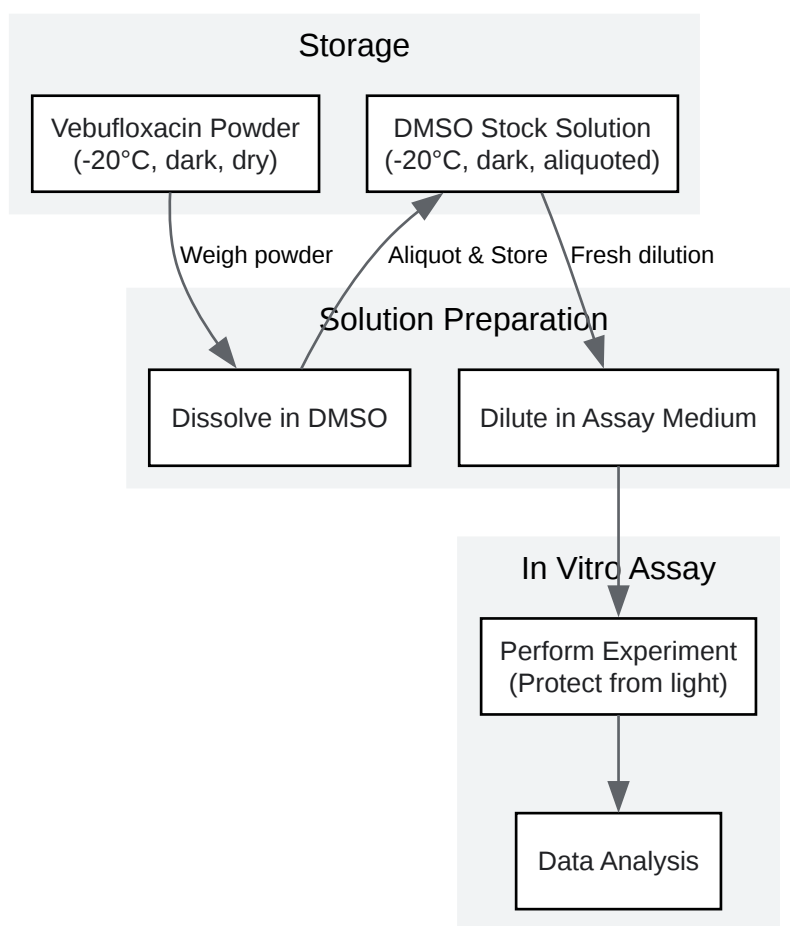 Storage
Vebufloxacin Powder
(-20°C, dark, dry)
DMSO Stock Solution
(-20°C, dark, aliquoted)
Weigh powder
Aliquot & Store
Fresh dilution
Solution Preparation
Dissolve in DMSO
Dilute in Assay Medium
In Vitro Assay
Perform Experiment
(Protect from light)
Data Analysis